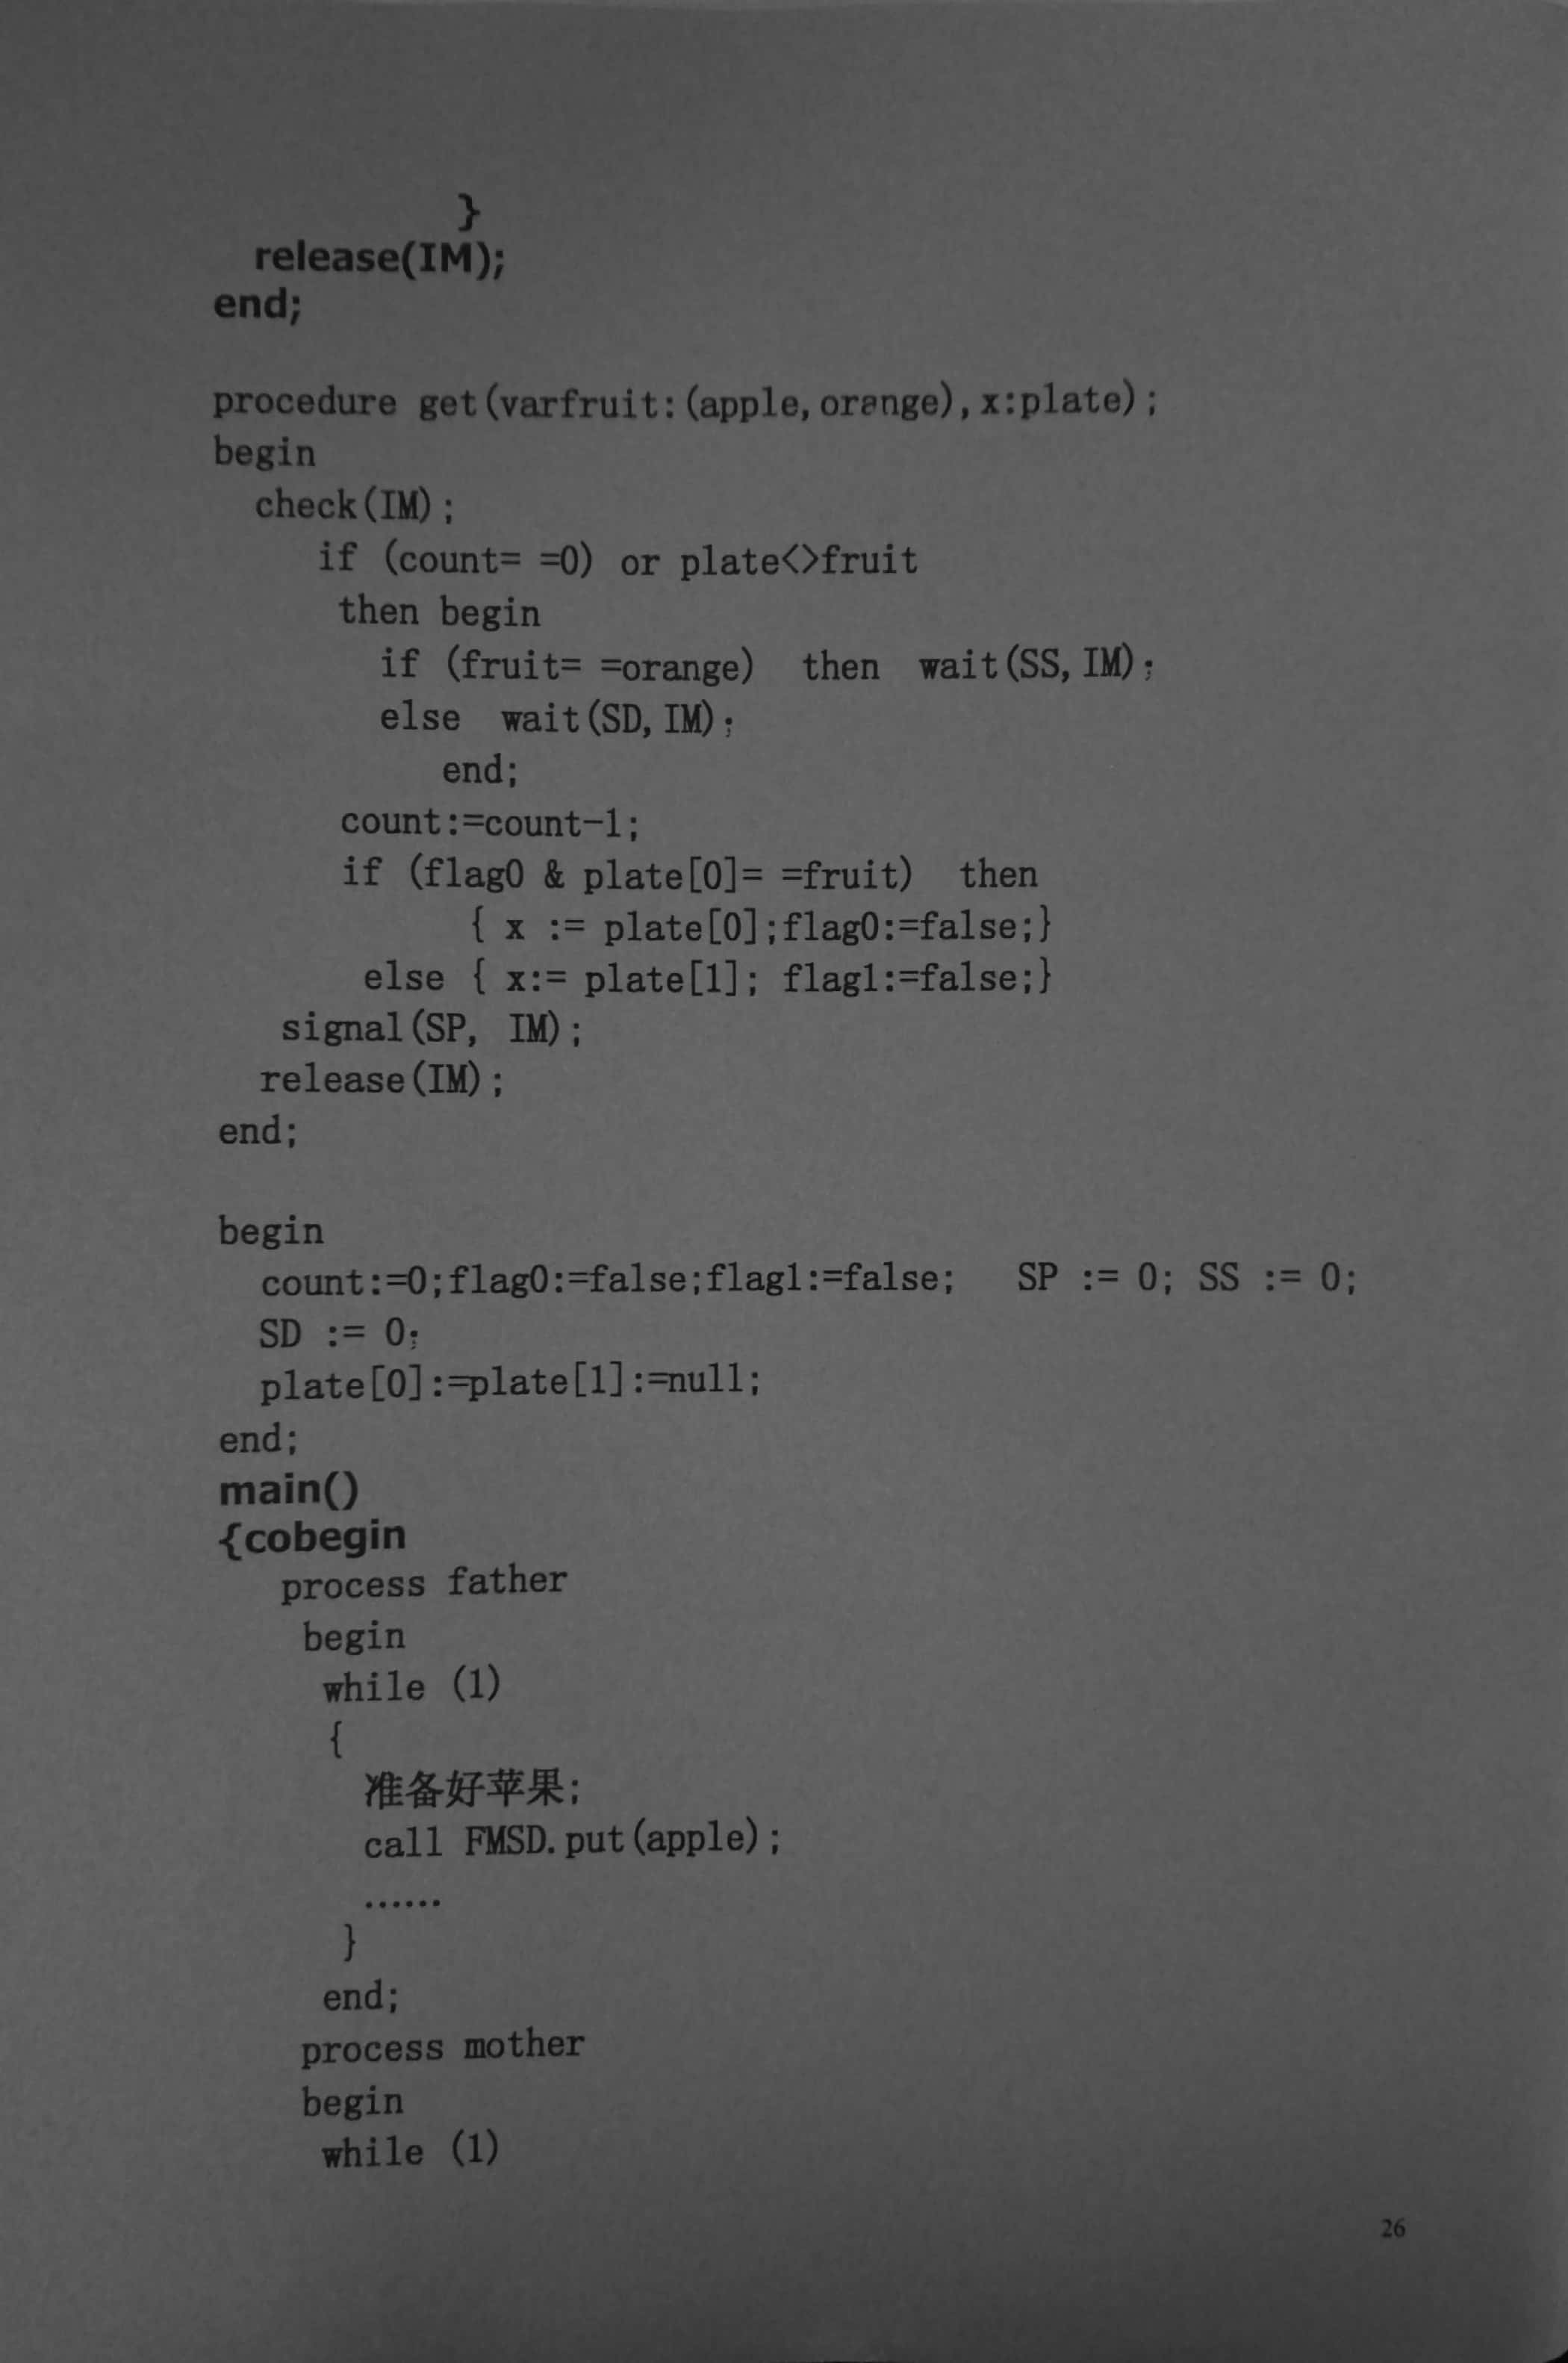 }
release(IM);
end;
procedure get(varfruit:(apple,orange),x:plate);
begin
check(IM);
if (count= =0) or plate<>fruit
then begin
if (fruit= =orange) then wait(SS,IM);
else wait(SD,IM);
end;
count:=count-1;
if (flag0 & plate[0]= =fruit) then
{ x := plate[0];flag0:=false;}
else { x:= plate[1]; flag1:=false;}
signal(SP, IM);
release(IM);
end;
begin
count:=0;flag0:=false;flag1:=false; SP := 0; SS := 0;
SD := 0;
plate[0]:=plate[1]:=null;
end;
main()
{cobegin
process father
begin
while (1)
{
准备好苹果;
call FMSD.put(apple);
……
}
end;
process mother
begin
while (1)
26